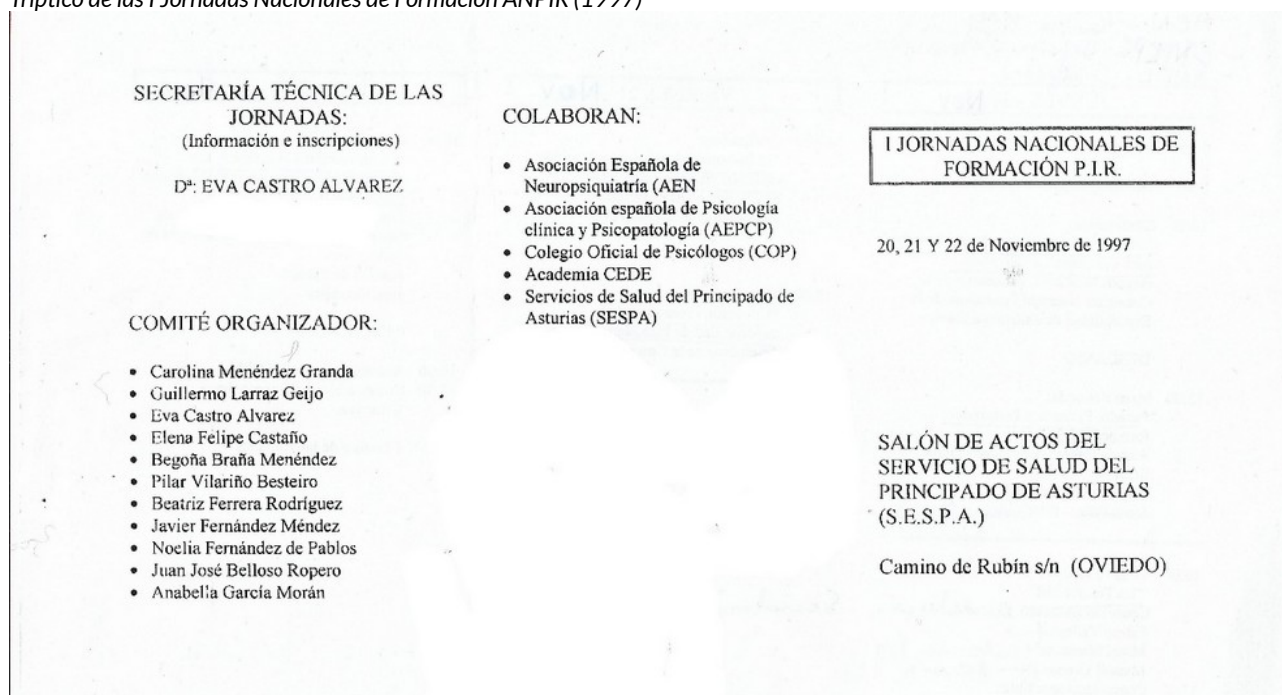 Tríptico de las I Jornadas Nacionales de Formación ANPIR (1997)
SECRETARÍA TÉCNICA DE LAS
JORNADAS:
(Información e inscripciones)
Dª: EVA CASTRO ALVAREZ
COMITÉ ORGANIZADOR:
• Carolina Menéndez Granda
• Guillermo Larraz Geijo
• Eva Castro Alvarez
• Elena Felipe Castaño
• Begoña Braña Menéndez
• Pilar Vilariño Besteiro
• Beatriz Ferrera Rodríguez
• Javier Fernández Méndez
• Noelia Fernández de Pablos
• Juan José Belloso Ropero
• Anabella García Morán
COLABORAN:
• Asociación Española de
Neuropsiquiatría (AEN
• Asociación española de Psicología
clínica y Psicopatología (AEPCP)
• Colegio Oficial de Psicólogos (COP)
• Academia CEDE
• Servicios de Salud del Principado de
Asturias (SESPA)
I JORNADAS NACIONALES DE
FORMACIÓN P.I.R.
20, 21 Y 22 de Noviembre de 1997
SALÓN DE ACTOS DEL
SERVICIO DE SALUD DEL
PRINCIPADO DE ASTURIAS
(S.E.S.P.A.)
Camino de Rubín s/n (OVIEDO)